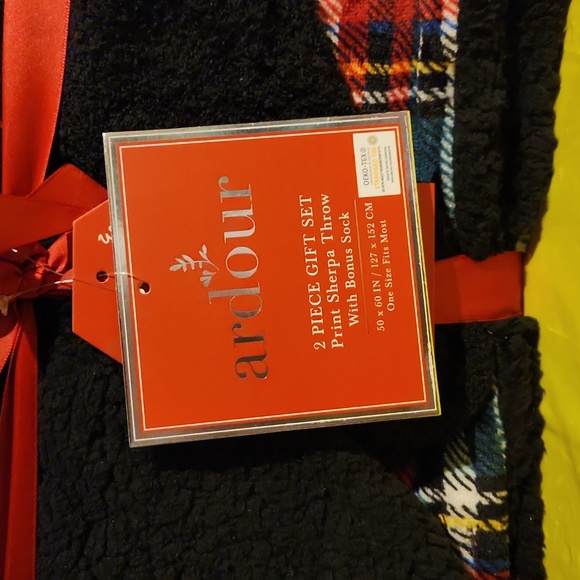 ardour
2 PIECE GIFT SET
Print Sherpa Throw
With Bonus Sock
50 x 60 IN / 127 x 152 CM
One Size Fits Most
OEKO-TEX®